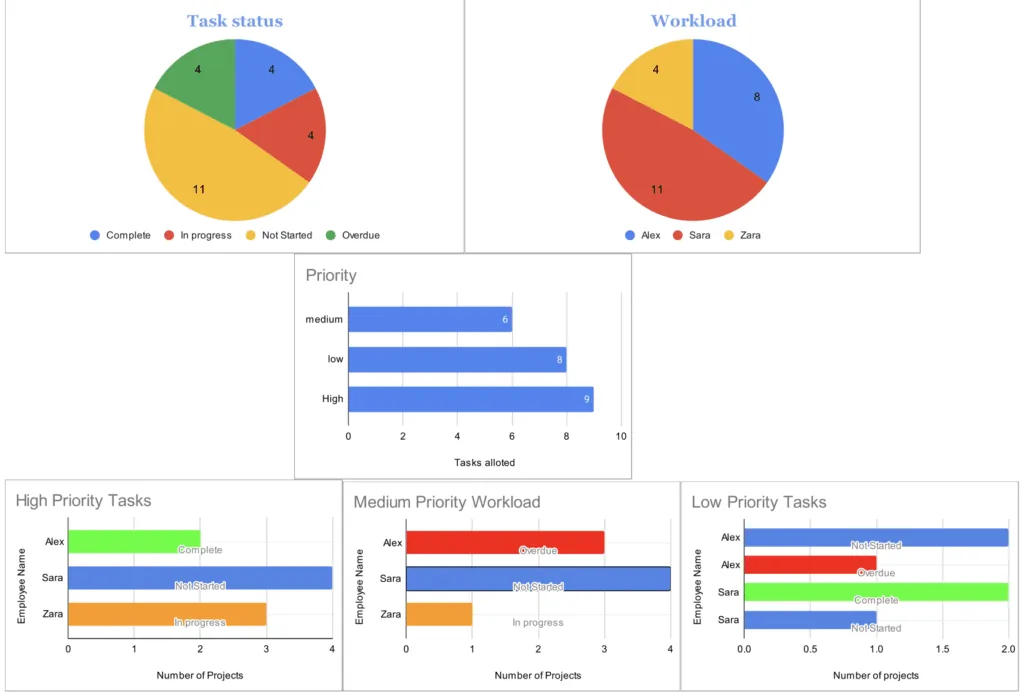 Task status
4
4
4
11
Complete
In progress
Not Started
Overdue
Workload
4
8
11
Alex
Sara
Zara
Priority
medium
6
low
8
High
9
0 2 4 6 8 10
Tasks alloted
High Priority Tasks
Employee Name
Alex
Complete
Sara
Not Started
Zara
In progress
0 1 2 3 4
Number of Projects
Medium Priority Workload
Employee Name
Alex
Overdue
Sara
Not Started
Zara
In progress
0 1 2 3 4
Number of Projects
Low Priority Tasks
Employee Name
Alex
Not Started
Alex
Overdue
Sara
Complete
Sara
Not Started
0.0 0.5 1.0 1.5 2.0
Number of projects